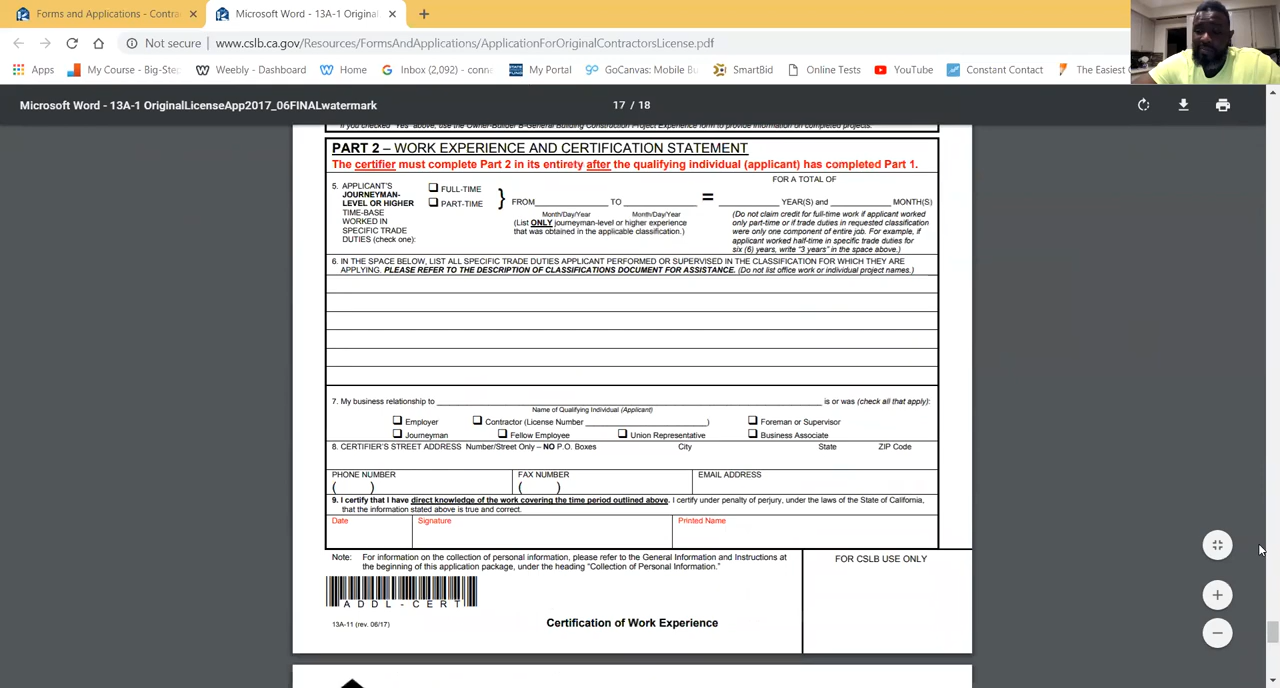 Forms and Applications - Contra
Microsoft Word - 13A-1 Original
Not secure
www.cslb.ca.gov/Resources/FormsAndApplications/ApplicationForOriginalContractorsLicense.pdf
Apps
My Course - Big-Ste
Weebly - Dashboard
Home
Inbox (2,092) - conne
My Portal
GoCanvas: Mobile Bu
SmartBid
Online Tests
YouTube
Constant Contact
The Easiest
Microsoft Word - 13A-1 OriginalLicenseApp2017_06FINALwatermark
17 / 18
If you checked "Yes" above, use the Owner-Builder B-General Building Construction Project Experience form to provide information on completed projects.
PART 2 – WORK EXPERIENCE AND CERTIFICATION STATEMENT
The certifier must complete Part 2 in its entirety after the qualifying individual (applicant) has completed Part 1.
5. APPLICANT'S
JOURNEYMAN-
LEVEL OR HIGHER
TIME-BASE
WORKED IN
SPECIFIC TRADE
DUTIES (check one):
FULL-TIME
PART-TIME
}
FROM TO
Month/Day/Year Month/Day/Year
(List ONLY journeyman-level or higher experience
that was obtained in the applicable classification.)
=
FOR A TOTAL OF
YEAR(S) and MONTH(S)
(Do not claim credit for full-time work if applicant worked
only part-time or if trade duties in requested classification
were only one component of entire job. For example, if
applicant worked half-time in specific trade duties for
six (6) years, write "3 years" in the space above.)
6. IN THE SPACE BELOW, LIST ALL SPECIFIC TRADE DUTIES APPLICANT PERFORMED OR SUPERVISED IN THE CLASSIFICATION FOR WHICH THEY ARE
APPLYING. PLEASE REFER TO THE DESCRIPTION OF CLASSIFICATIONS DOCUMENT FOR ASSISTANCE. (Do not list office work or individual project names.)
7. My business relationship to is or was (check all that apply):
Name of Qualifying Individual (Applicant)
Employer Contractor (License Number ) Foreman or Supervisor
Journeyman Fellow Employee Union Representative Business Associate
8. CERTIFIER'S STREET ADDRESS Number/Street Only – NO P.O. Boxes City State ZIP Code
PHONE NUMBER FAX NUMBER EMAIL ADDRESS
( ) ( )
9. I certify that I have direct knowledge of the work covering the time period outlined above. I certify under penalty of perjury, under the laws of the State of California,
that the information stated above is true and correct.
Date Signature Printed Name
Note: For information on the collection of personal information, please refer to the General Information and Instructions at
the beginning of this application package, under the heading "Collection of Personal Information."
FOR CSLB USE ONLY
ADDL-CERT
13A-11 (rev. 06/17)
Certification of Work Experience